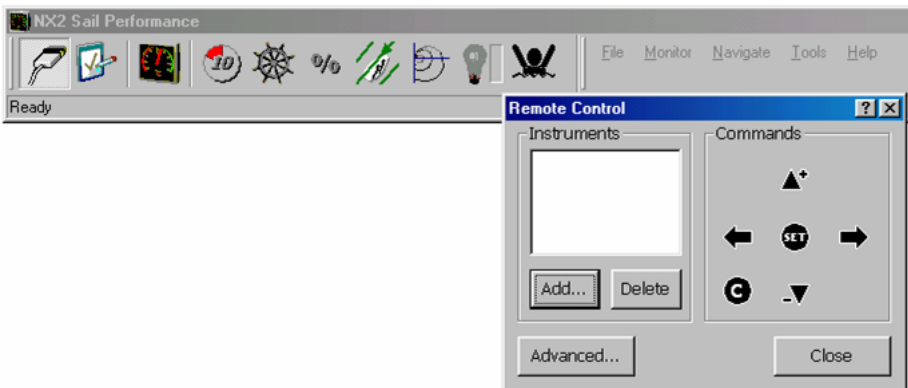 NX2 Sail Performance
10 %
File Monitor Navigate Tools Help
Ready
Remote Control ? ×
Instruments
Commands
+
SET
Add... Delete
C -
Advanced... Close